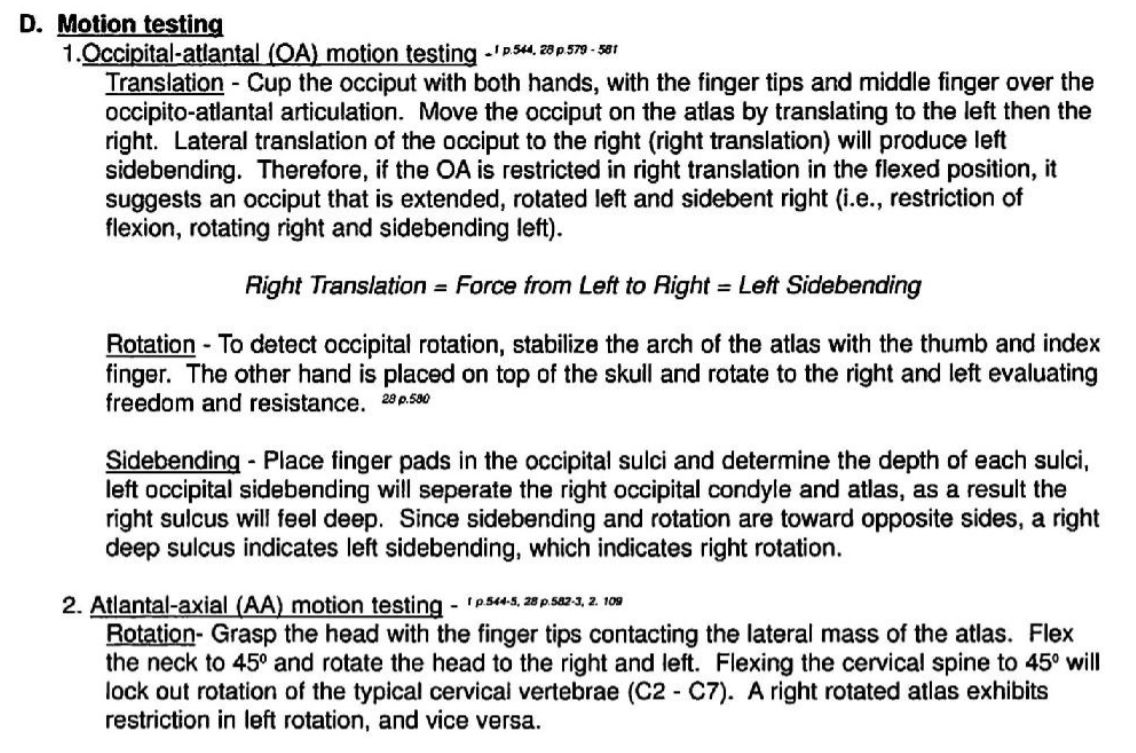 D. Motion testing
1.Occipital-atlantal (OA) motion testing -1 p.544, 28 p.579 - 581
Translation - Cup the occiput with both hands, with the finger tips and middle finger over the
occipito-atlantal articulation. Move the occiput on the atlas by translating to the left then the
right. Lateral translation of the occiput to the right (right translation) will produce left
sidebending. Therefore, if the OA is restricted in right translation in the flexed position, it
suggests an occiput that is extended, rotated left and sidebent right (i.e., restriction of
flexion, rotating right and sidebending left).
Right Translation = Force from Left to Right = Left Sidebending
Rotation - To detect occipital rotation, stabilize the arch of the atlas with the thumb and index
finger. The other hand is placed on top of the skull and rotate to the right and left evaluating
freedom and resistance. 28 p.580
Sidebending - Place finger pads in the occipital sulci and determine the depth of each sulci,
left occipital sidebending will seperate the right occipital condyle and atlas, as a result the
right sulcus will feel deep. Since sidebending and rotation are toward opposite sides, a right
deep sulcus indicates left sidebending, which indicates right rotation.
2. Atlantal-axial (AA) motion testing - 1 p.544-5, 28 p.582-3, 2. 109
Rotation- Grasp the head with the finger tips contacting the lateral mass of the atlas. Flex
the neck to 45º and rotate the head to the right and left. Flexing the cervical spine to 45º will
lock out rotation of the typical cervical vertebrae (C2 - C7). A right rotated atlas exhibits
restriction in left rotation, and vice versa.